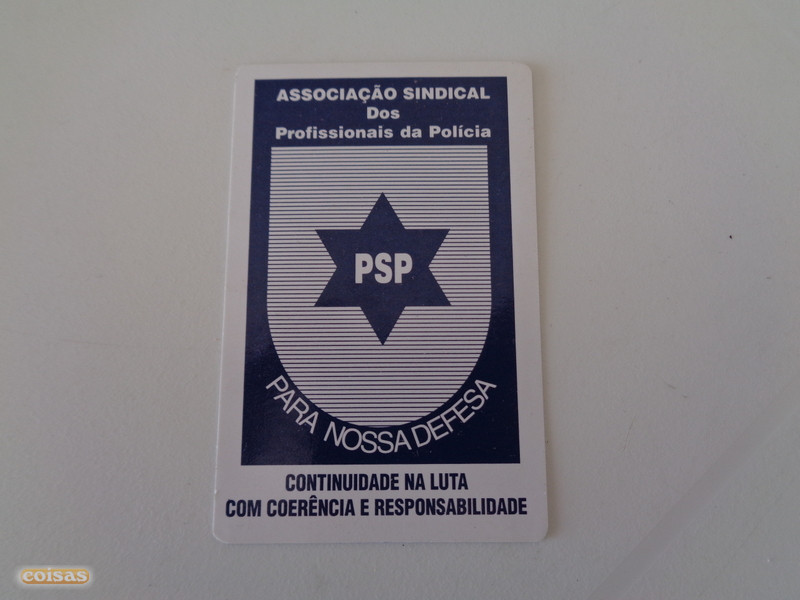 ASSOCIAÇÃO SINDICAL
Dos
Profissionais da Polícia
PSP
PARA NOSSA DEFESA
CONTINUIDADE NA LUTA
COM COERÊNCIA E RESPONSABILIDADE
coisas